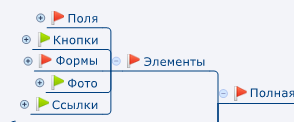 Поля
Кнопки
Формы
Элементы
Фото
Полная
Ссылки